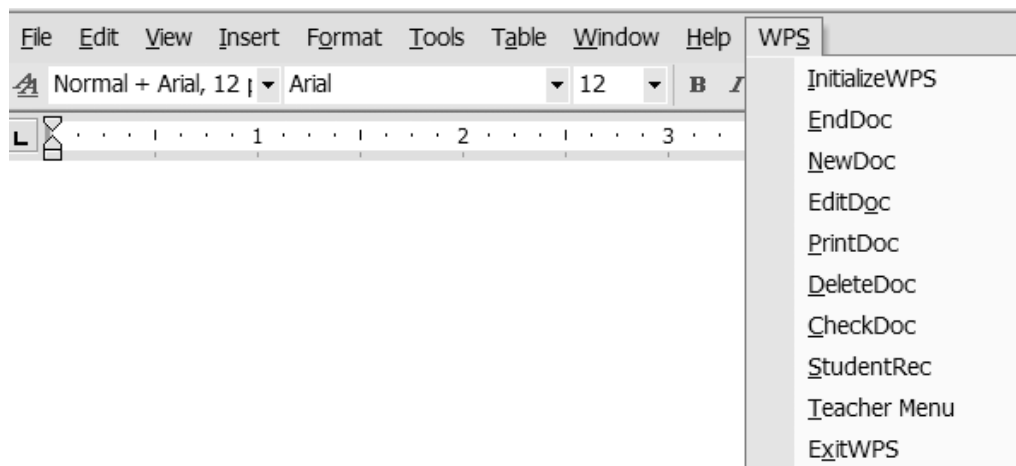 File Edit View Insert Format Tools Table Window Help WPS
Normal + Arial, 12 p Arial 12 B I
L 1 2 3
InitializeWPS
EndDoc
NewDoc
EditDoc
PrintDoc
DeleteDoc
CheckDoc
StudentRec
Teacher Menu
ExitWPS